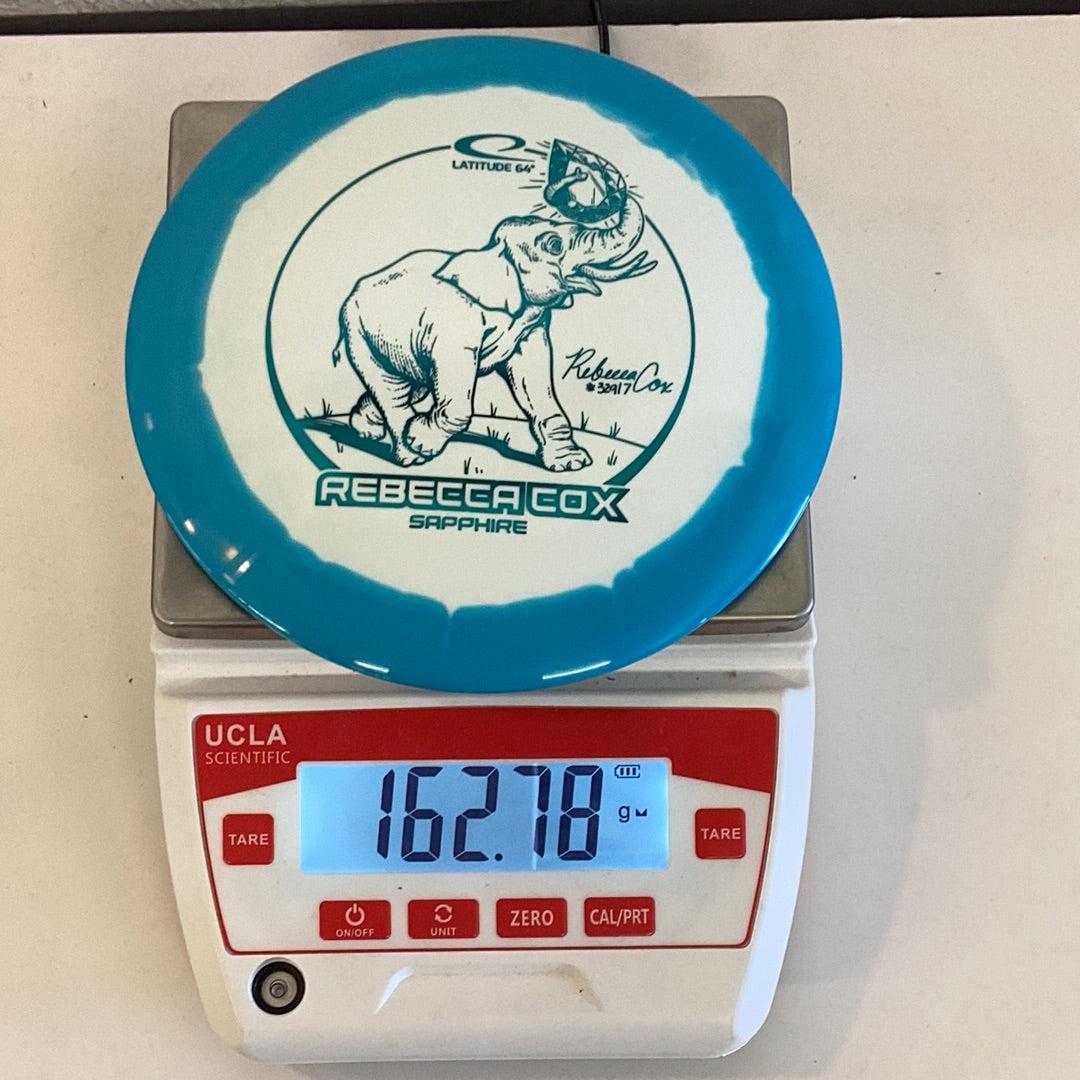 LATITUDE 64°
Rebecca Cox
#32917
REBECCA COX
SAPPHIRE
UCLA
SCIENTIFIC
162.78 g
TARE
TARE
ON/OFF
UNIT
ZERO
CAL/PRT